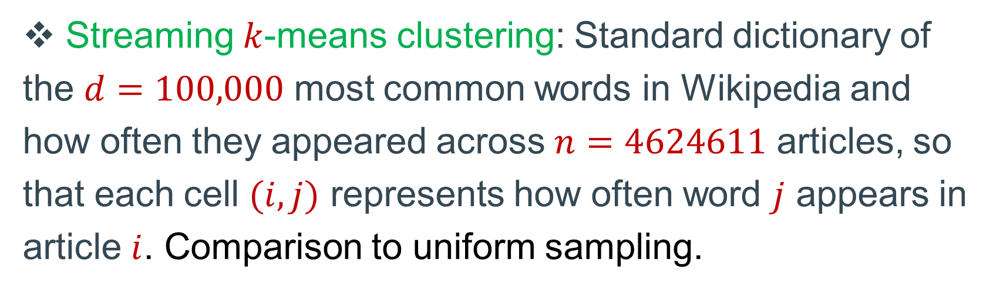 ❖ Streaming k-means clustering: Standard dictionary of
the d = 100,000 most common words in Wikipedia and
how often they appeared across n = 4624611 articles, so
that each cell (i, j) represents how often word j appears in
article i. Comparison to uniform sampling.